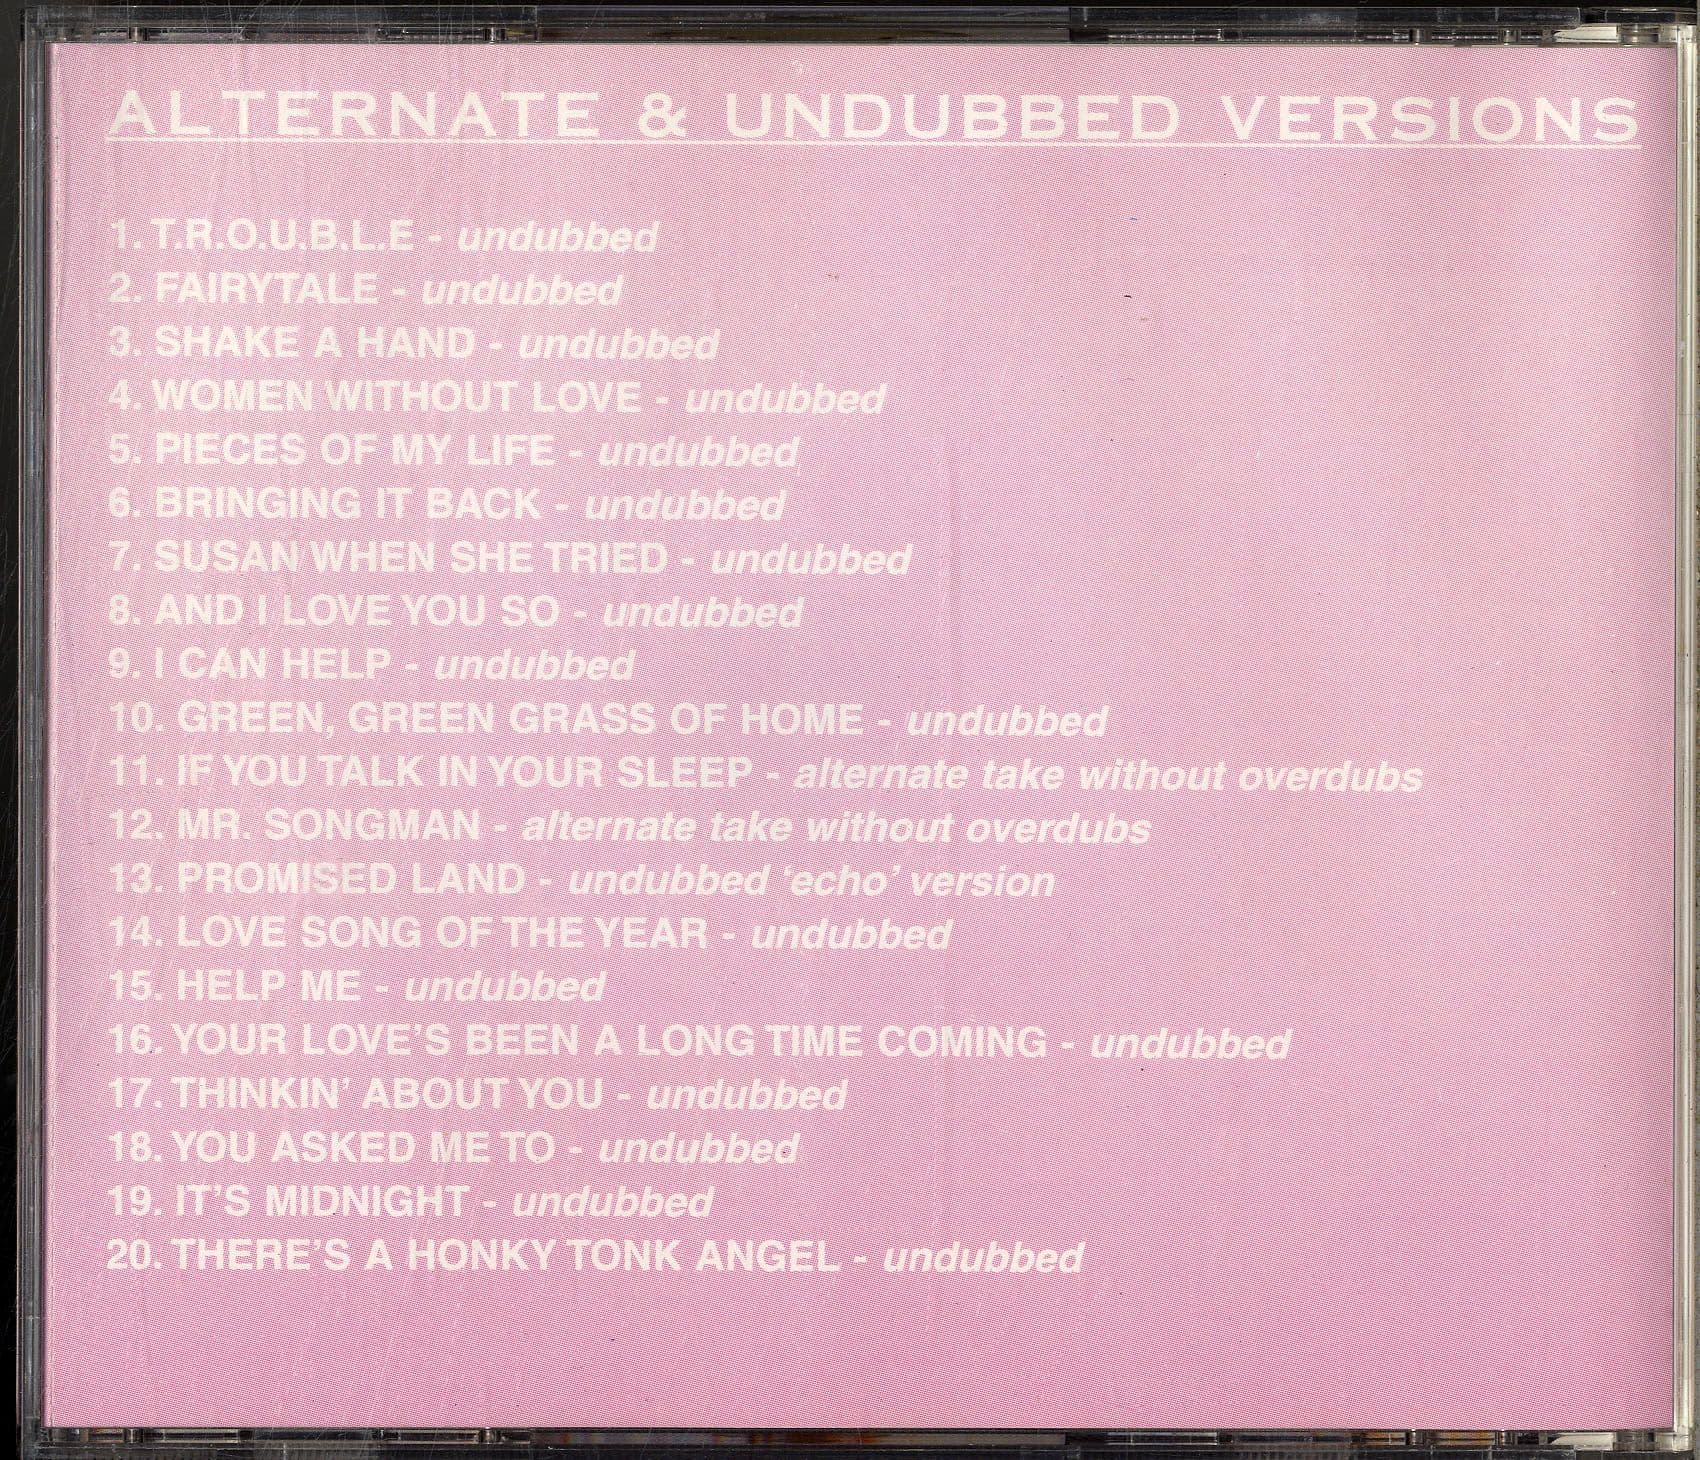 ALTERNATE & UNDUBBED VERSIONS
1. T.R.O.U.B.L.E - undubbed
2. FAIRYTALE - undubbed
3. SHAKE A HAND - undubbed
4. WOMEN WITHOUT LOVE - undubbed
5. PIECES OF MY LIFE - undubbed
6. BRINGING IT BACK - undubbed
7. SUSAN WHEN SHE TRIED - undubbed
8. AND I LOVE YOU SO - undubbed
9. I CAN HELP - undubbed
10. GREEN, GREEN GRASS OF HOME - undubbed
11. IF YOU TALK IN YOUR SLEEP - alternate take without overdubs
12. MR. SONGMAN - alternate take without overdubs
13. PROMISED LAND - undubbed ‘echo’ version
14. LOVE SONG OF THE YEAR - undubbed
15. HELP ME - undubbed
16. YOUR LOVE’S BEEN A LONG TIME COMING - undubbed
17. THINKIN’ ABOUT YOU - undubbed
18. YOU ASKED ME TO - undubbed
19. IT’S MIDNIGHT - undubbed
20. THERE’S A HONKY TONK ANGEL - undubbed